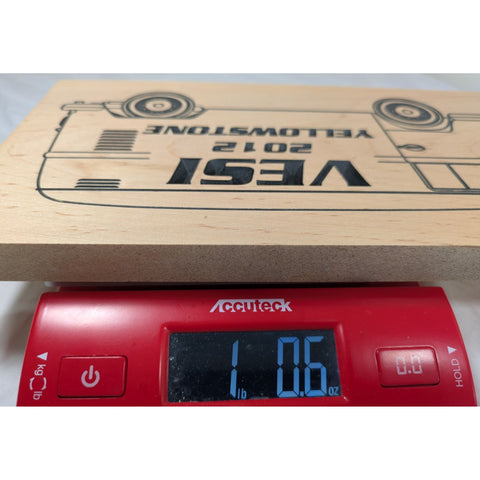 YELLOWSTONE
2012
VESI
Accuteck
kg lb
1 lb 0.6 oz
0.0
HOLD